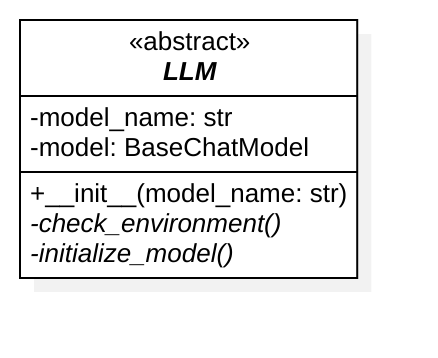 «abstract»
LLM
-model_name: str
-model: BaseChatModel
+__init__(model_name: str)
-check_environment()
-initialize_model()